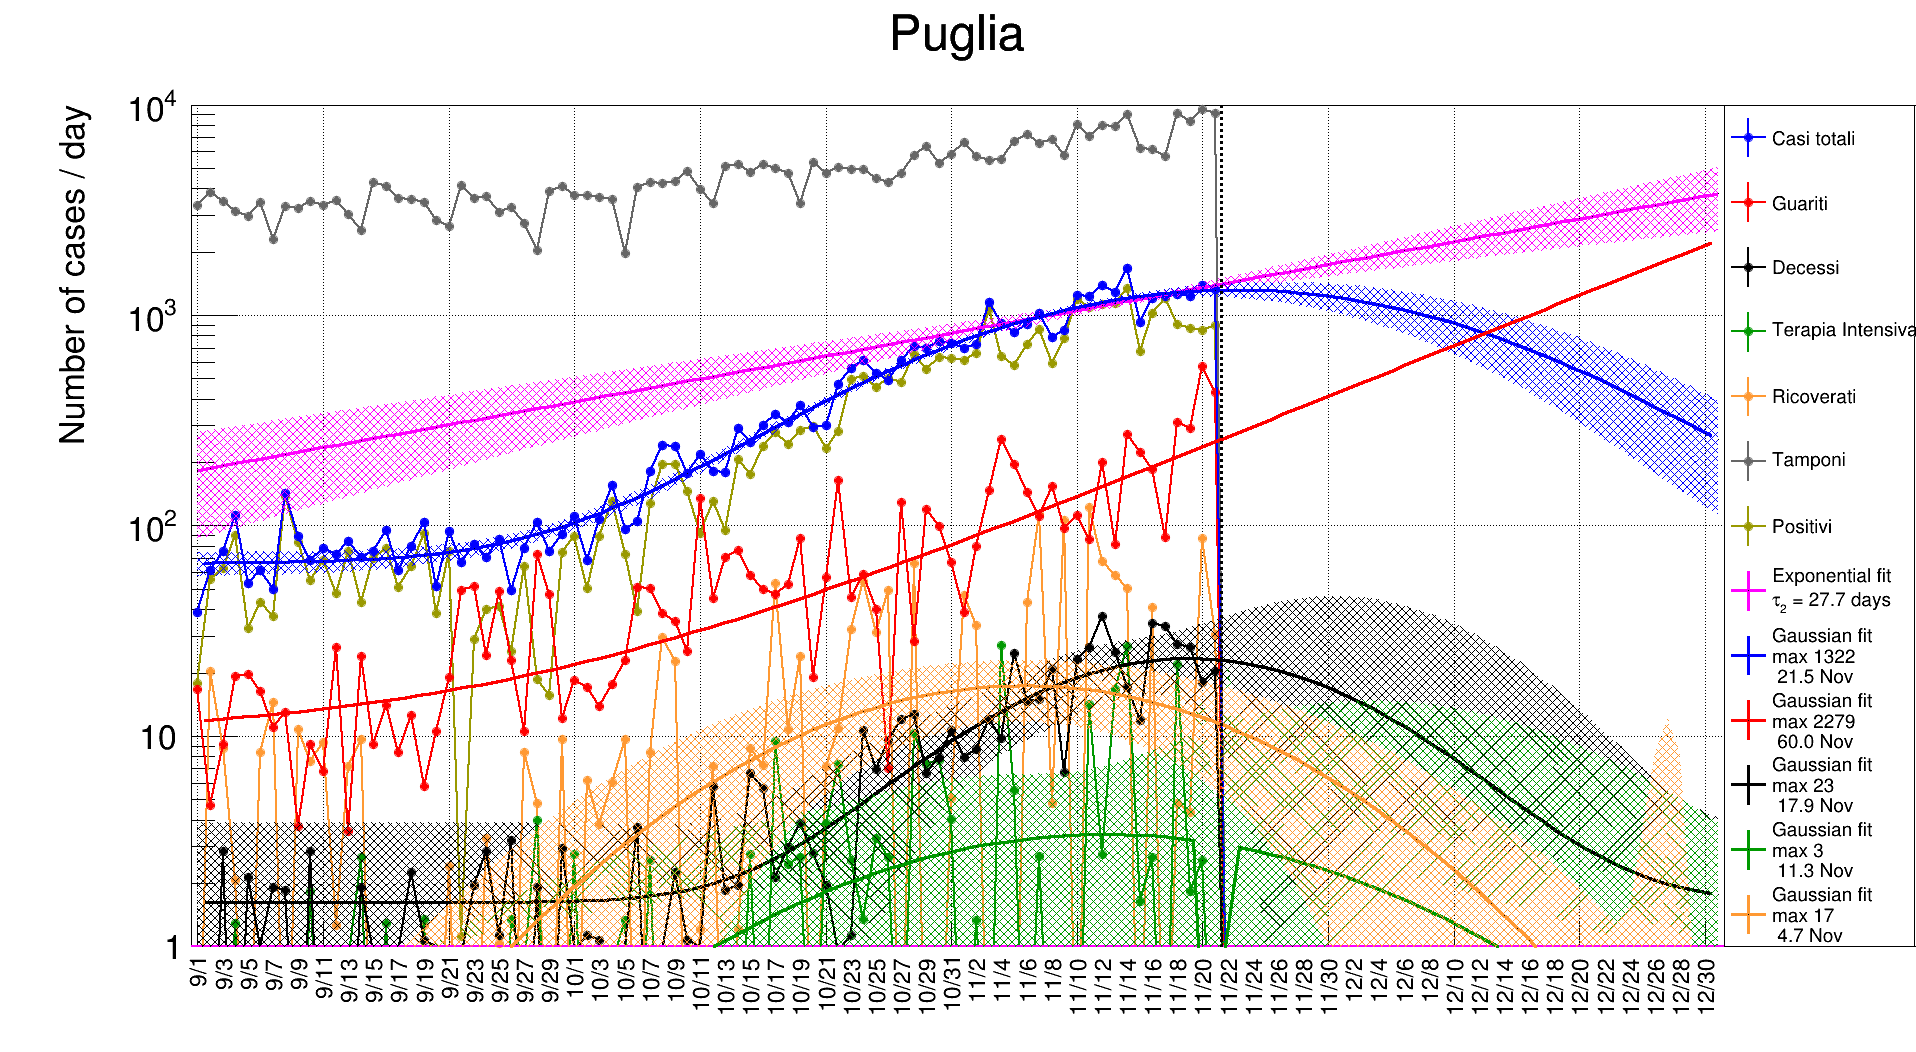 Puglia
Number of cases / day
10^4
10^3
10^2
10
1
9/1
9/3
9/5
9/7
9/9
9/11
9/13
9/15
9/17
9/19
9/21
9/23
9/25
9/27
9/29
10/1
10/3
10/5
10/7
10/9
10/11
10/13
10/15
10/17
10/19
10/21
10/23
10/25
10/27
10/29
10/31
11/2
11/4
11/6
11/8
11/10
11/12
11/14
11/16
11/18
11/20
11/22
11/24
11/26
11/28
11/30
12/2
12/4
12/6
12/8
12/10
12/12
12/14
12/16
12/18
12/20
12/22
12/24
12/26
12/28
12/30
Casi totali
Guariti
Decessi
Terapia Intensiva
Ricoverati
Tamponi
Positivi
Exponential fit
τ₂ = 27.7 days
Gaussian fit
max 1322
21.5 Nov
Gaussian fit
max 2279
60.0 Nov
Gaussian fit
max 23
17.9 Nov
Gaussian fit
max 3
11.3 Nov
Gaussian fit
max 17
4.7 Nov